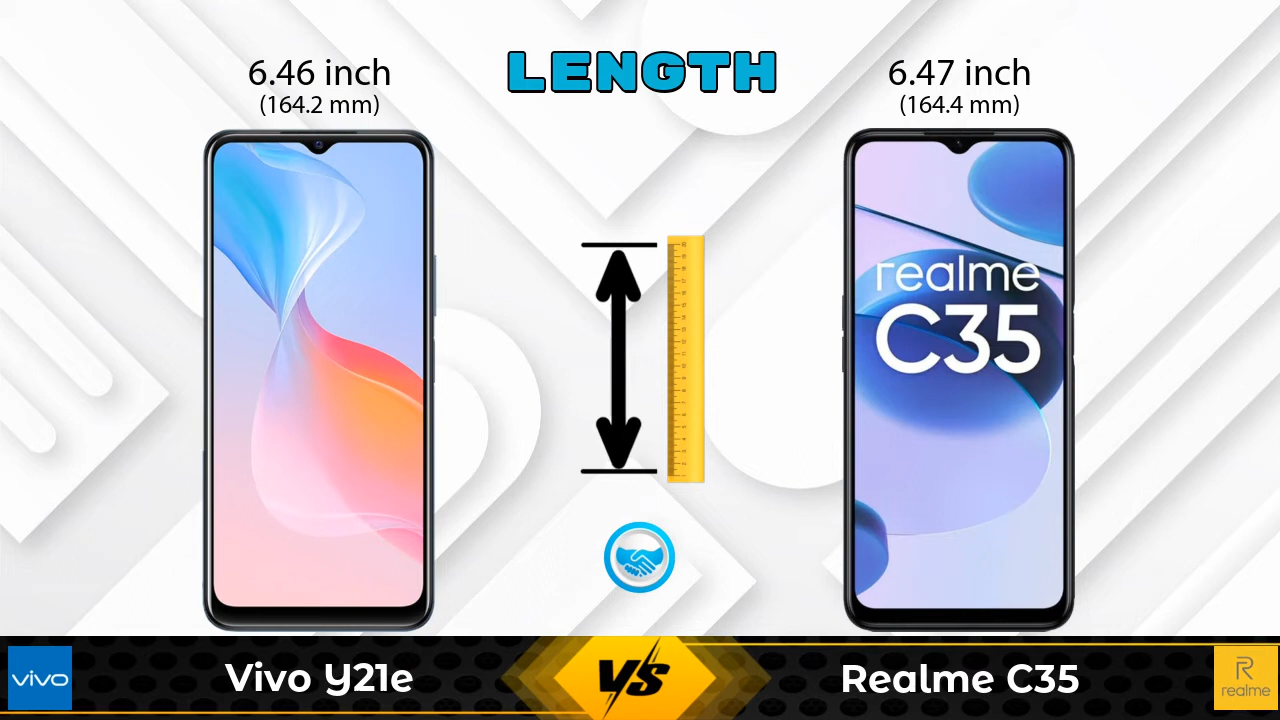 LENGTH
6.46 inch
(164.2 mm)
6.47 inch
(164.4 mm)
realme
C35
vivo
Vivo Y21e
VS
Realme C35
R
realme